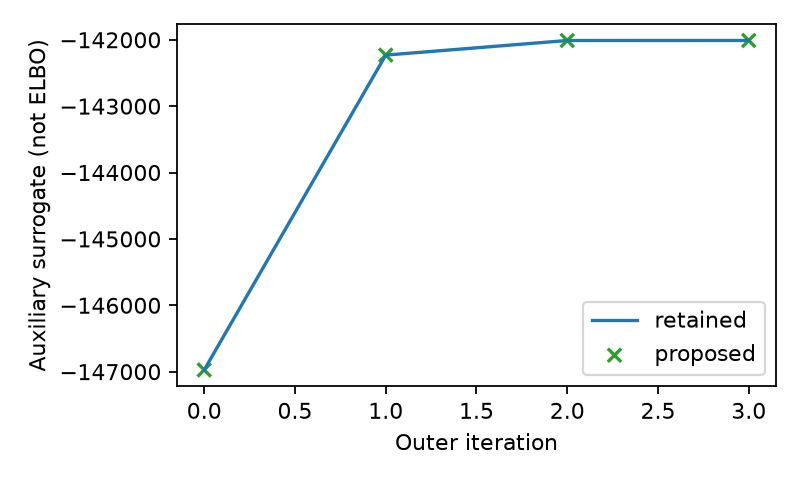 Auxiliary surrogate (not ELBO)
−142000
−143000
−144000
−145000
−146000
−147000
retained
proposed
0.0 0.5 1.0 1.5 2.0 2.5 3.0
Outer iteration